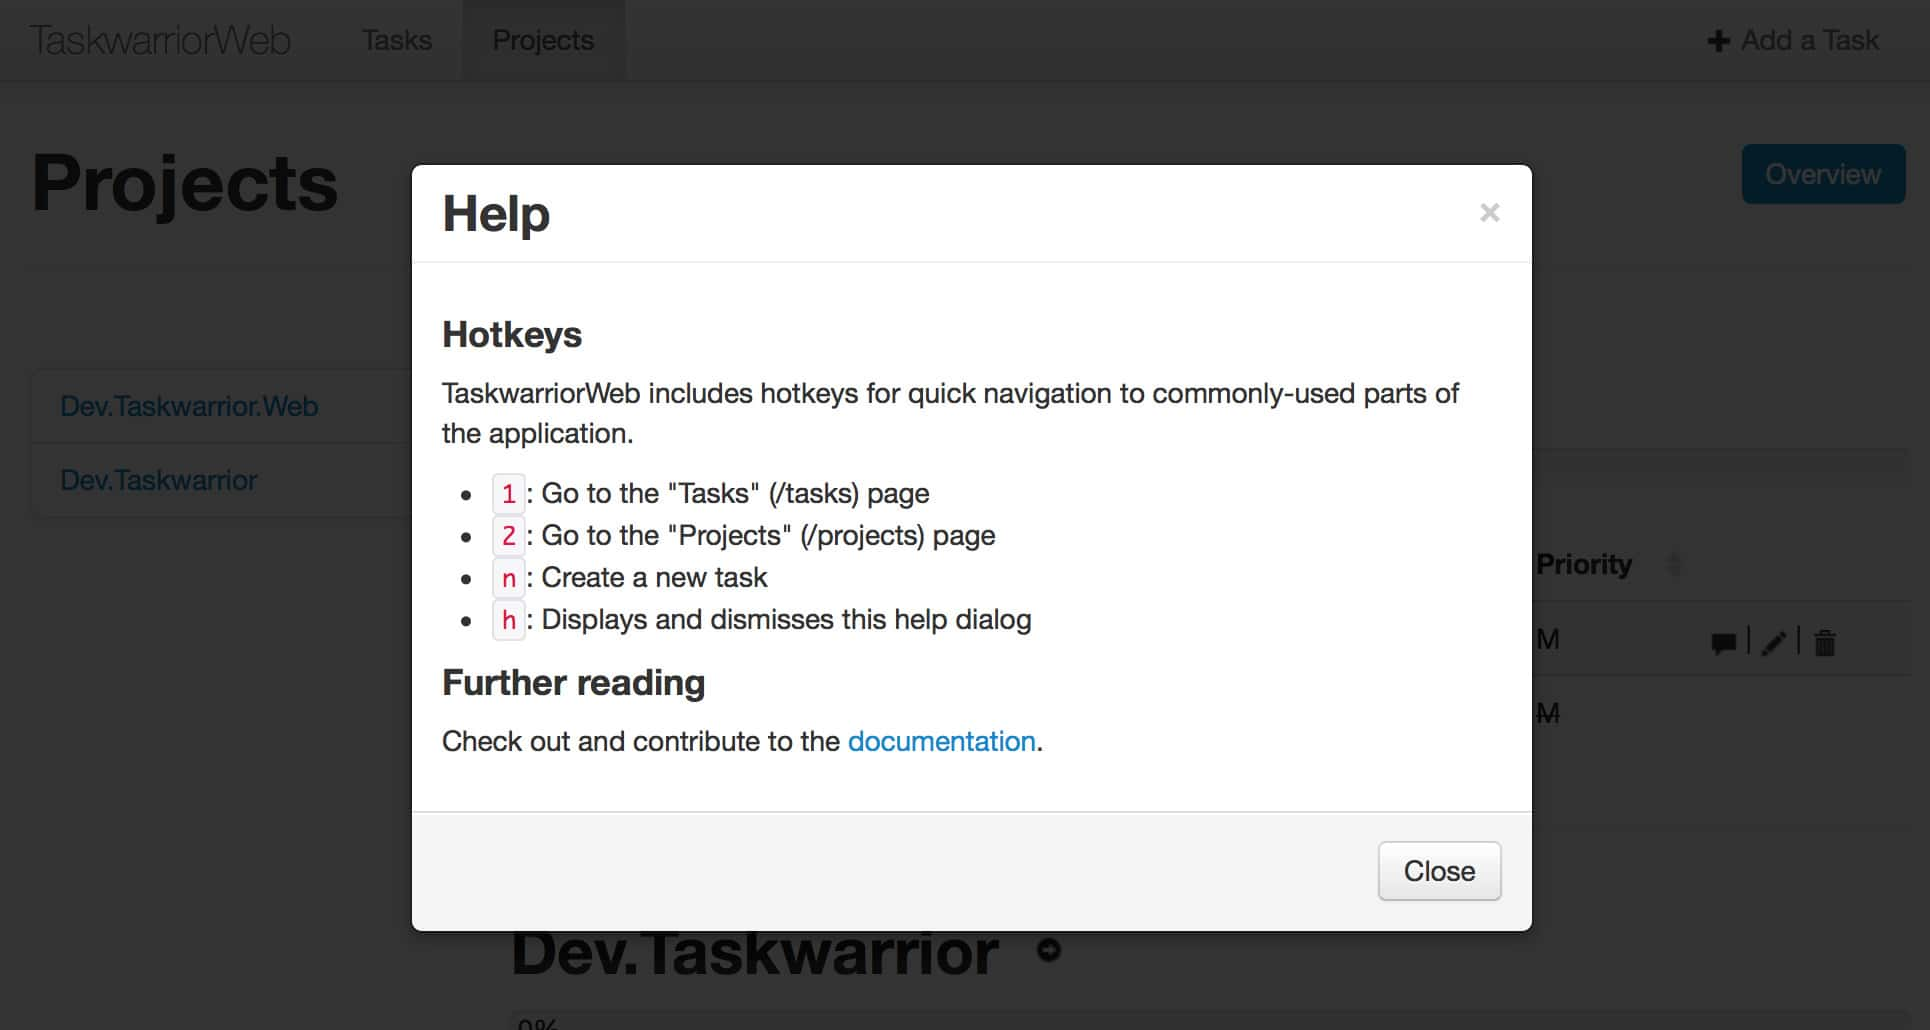 TaskwarriorWeb Tasks Projects Add a Task
Projects
Overview
Help
×
Hotkeys
TaskwarriorWeb includes hotkeys for quick navigation to commonly-used parts of
the application.
1: Go to the "Tasks" (/tasks) page
2: Go to the "Projects" (/projects) page
n: Create a new task
h: Displays and dismisses this help dialog
Further reading
Check out and contribute to the documentation.
Close
Dev.Taskwarrior.Web
Dev.Taskwarrior
Priority
M
M
Dev.Taskwarrior
0%